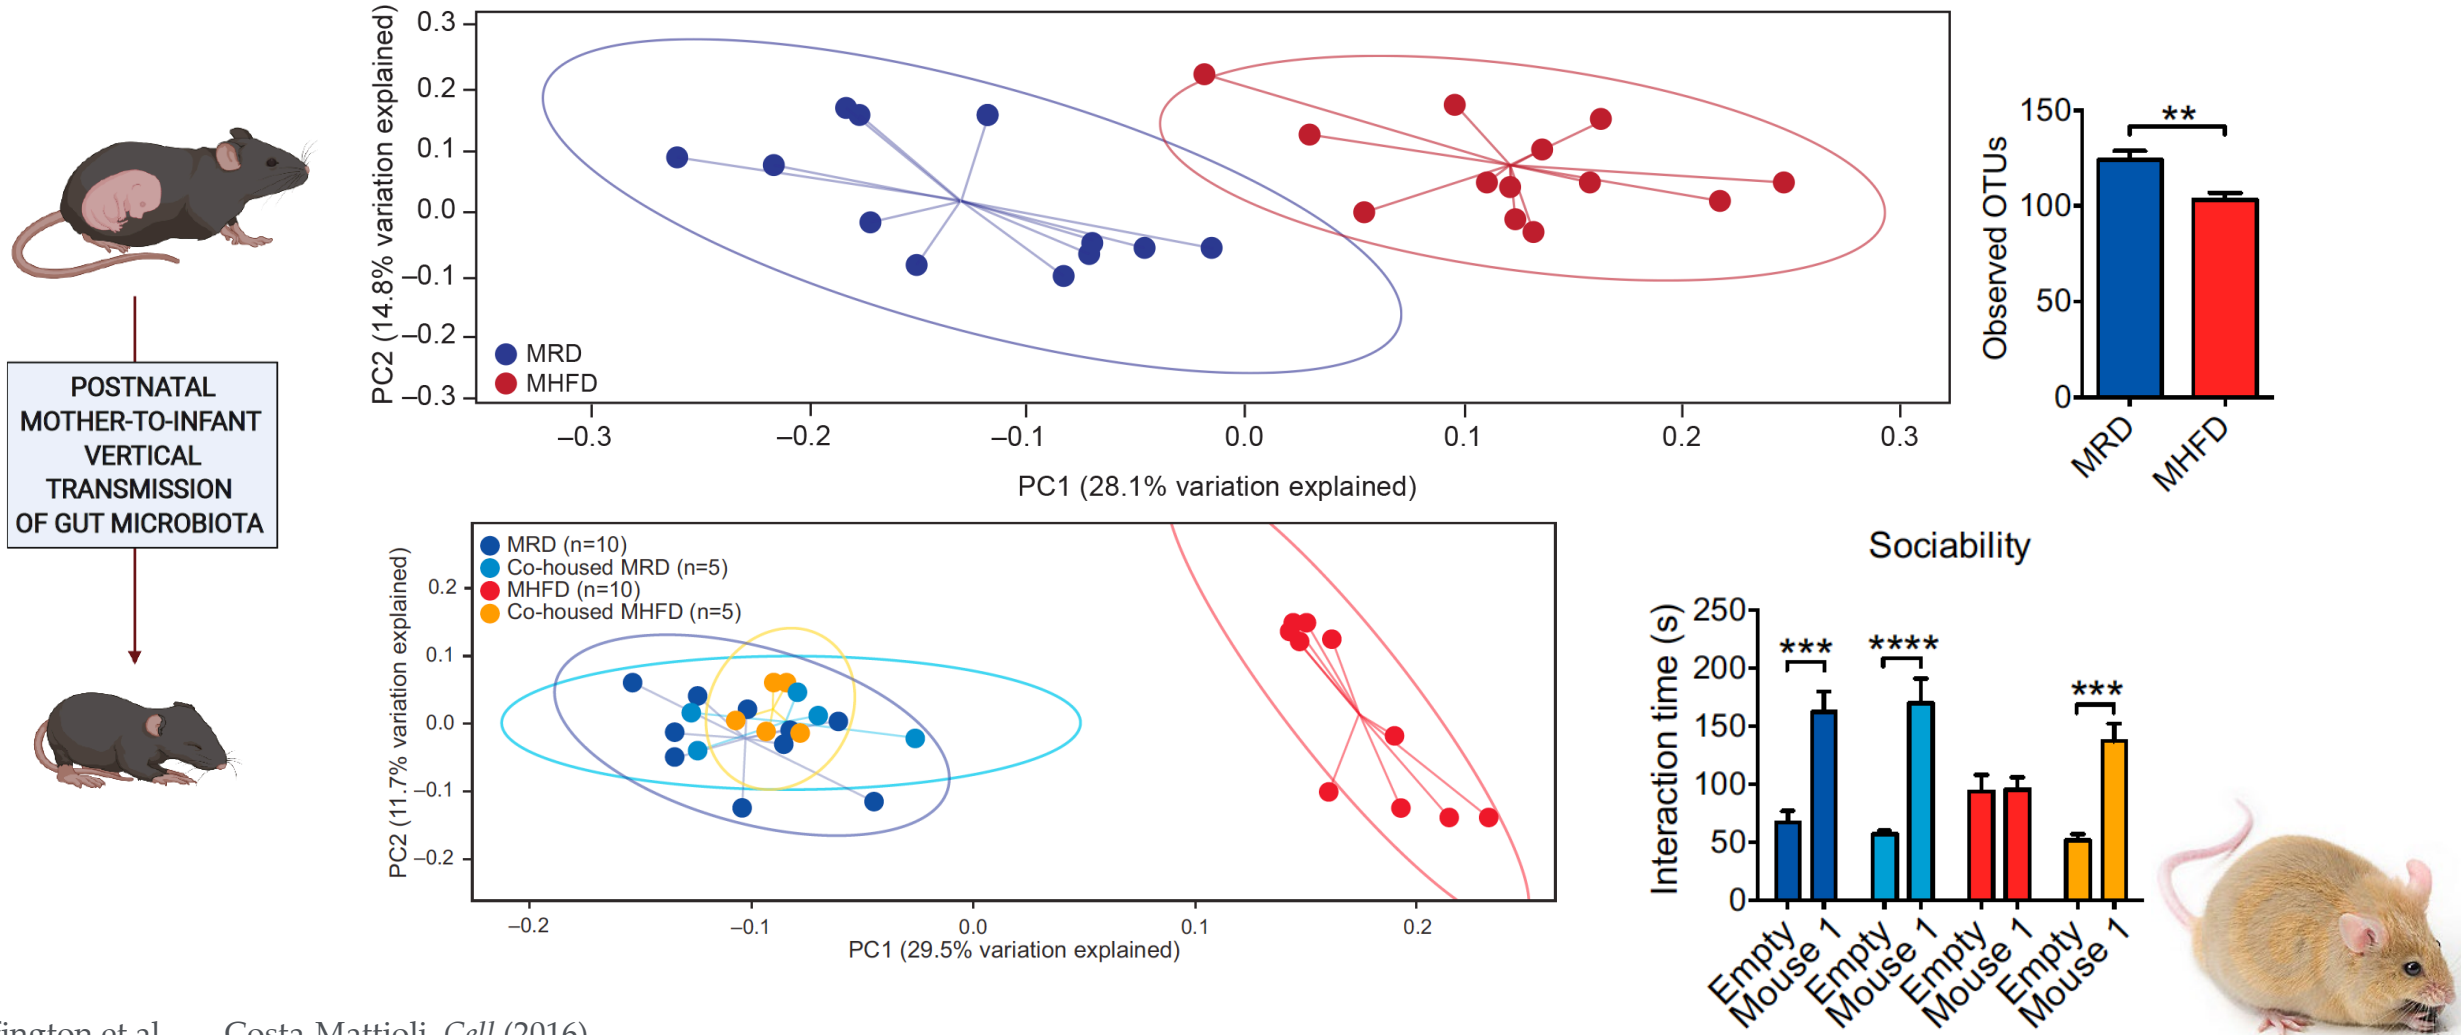 POSTNATAL
MOTHER-TO-INFANT
VERTICAL
TRANSMISSION
OF GUT MICROBIOTA
PC2 (14.8% variation explained)
0.3
0.2
0.1
0.0
–0.1
–0.2
–0.3
MRD
MHFD
–0.3
–0.2
–0.1
0.0
0.1
0.2
0.3
PC1 (28.1% variation explained)
Observed OTUs
150
100
50
0
**
MRD
MHFD
PC2 (11.7% variation explained)
0.2
0.1
0.0
–0.1
–0.2
MRD (n=10)
Co-housed MRD (n=5)
MHFD (n=10)
Co-housed MHFD (n=5)
–0.2
–0.1
0.0
0.1
0.2
PC1 (29.5% variation explained)
Sociability
Interaction time (s)
250
200
150
100
50
0
***
****
***
Empty
Mouse 1
Empty
Mouse 1
Empty
Mouse 1
Empty
Mouse 1
et al. Costa-Mattioli, Cell (2016)